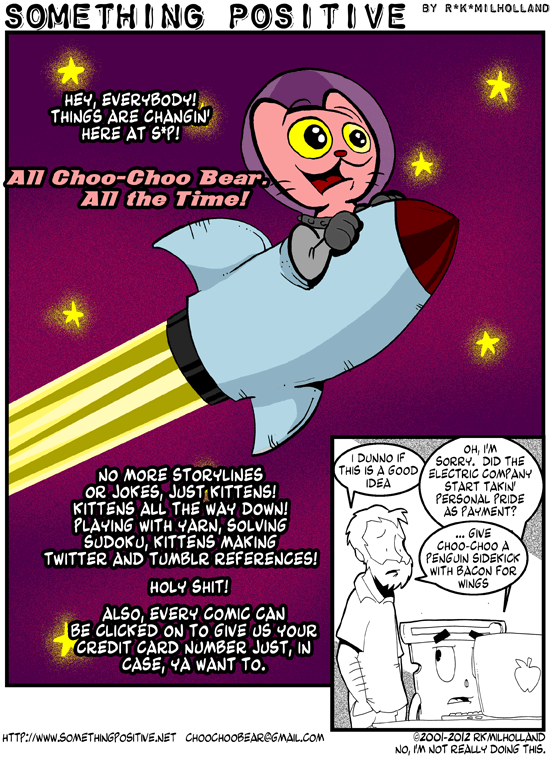 SOMETHING POSITIVE
BY R*K*MILHOLLAND
HEY, EVERYBODY!
THINGS ARE CHANGIN'
HERE AT S*P!
All Choo-Choo Bear.
All the Time!
NO MORE STORYLINES
OR JOKES, JUST KITTENS!
KITTENS ALL THE WAY DOWN!
PLAYING WITH YARN, SOLVING
SUDOKU, KITTENS MAKING
TWITTER AND TUMBLR REFERENCES!
HOLY SHIT!
ALSO, EVERY COMIC CAN
BE CLICKED ON TO GIVE US YOUR
CREDIT CARD NUMBER JUST, IN
CASE, YA WANT TO.
I DUNNO IF
THIS IS A GOOD
IDEA
OH, I'M
SORRY. DID THE
ELECTRIC COMPANY
START TAKIN'
PERSONAL PRIDE
AS PAYMENT?
... GIVE
CHOO-CHOO A
PENGUIN SIDEKICK
WITH BACON FOR
WINGS
HTTP://WWW.SOMETHINGPOSITIVE.NET CHOOCHOOBEAR@GMAIL.COM
©2001-2012 RKMILHOLLAND
NO, I'M NOT REALLY DOING THIS.